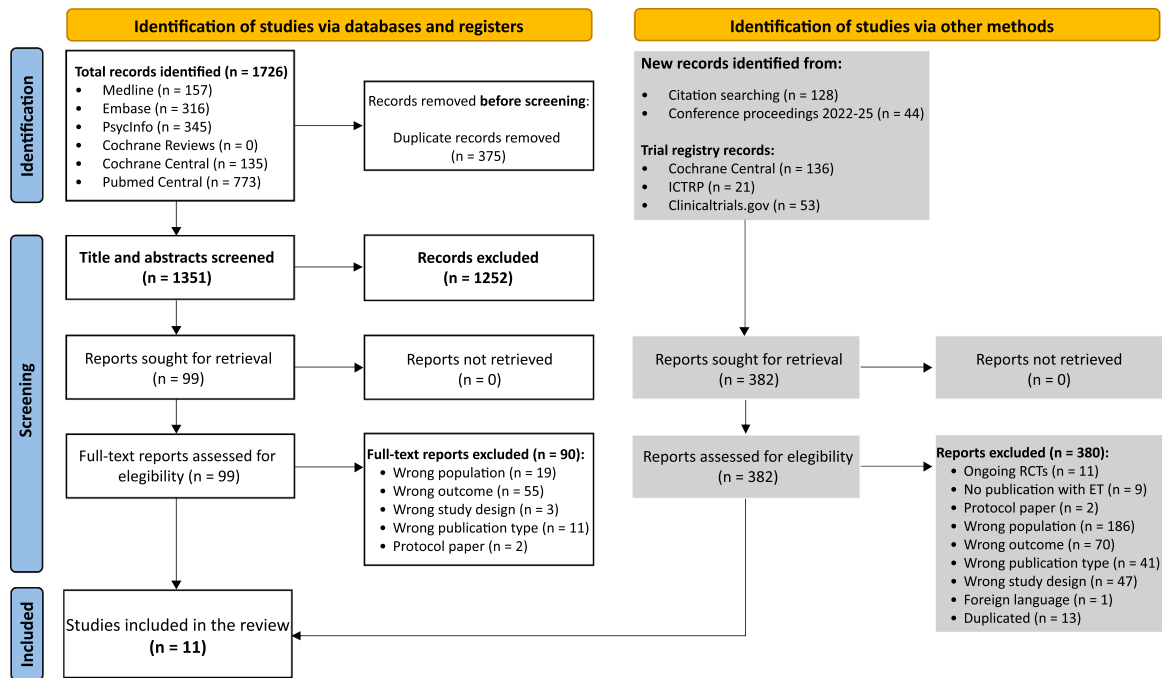 Identification of studies via databases and registers
Identification of studies via other methods
Identification
Total records identified (n = 1726)
• Medline (n = 157)
• Embase (n = 316)
• PsycInfo (n = 345)
• Cochrane Reviews (n = 0)
• Cochrane Central (n = 135)
• Pubmed Central (n = 773)
Records removed before screening:
Duplicate records removed
(n = 375)
New records identified from:
• Citation searching (n = 128)
• Conference proceedings 2022-25 (n = 44)
Trial registry records:
• Cochrane Central (n = 136)
• ICTRP (n = 21)
• Clinicaltrials.gov (n = 53)
Screening
Title and abstracts screened
(n = 1351)
Records excluded
(n = 1252)
Reports sought for retrieval
(n = 99)
Reports not retrieved
(n = 0)
Reports sought for retrieval
(n = 382)
Reports not retrieved
(n = 0)
Full-text reports assessed for
elegibility (n = 99)
Full-text reports excluded (n = 90):
• Wrong population (n = 19)
• Wrong outcome (n = 55)
• Wrong study design (n = 3)
• Wrong publication type (n = 11)
• Protocol paper (n = 2)
Reports assessed for elegibility
(n = 382)
Reports excluded (n = 380):
• Ongoing RCTs (n = 11)
• No publication with ET (n = 9)
• Protocol paper (n = 2)
• Wrong population (n = 186)
• Wrong outcome (n = 70)
• Wrong publication type (n = 41)
• Wrong study design (n = 47)
• Foreign language (n = 1)
• Duplicated (n = 13)
Included
Studies included in the review
(n = 11)